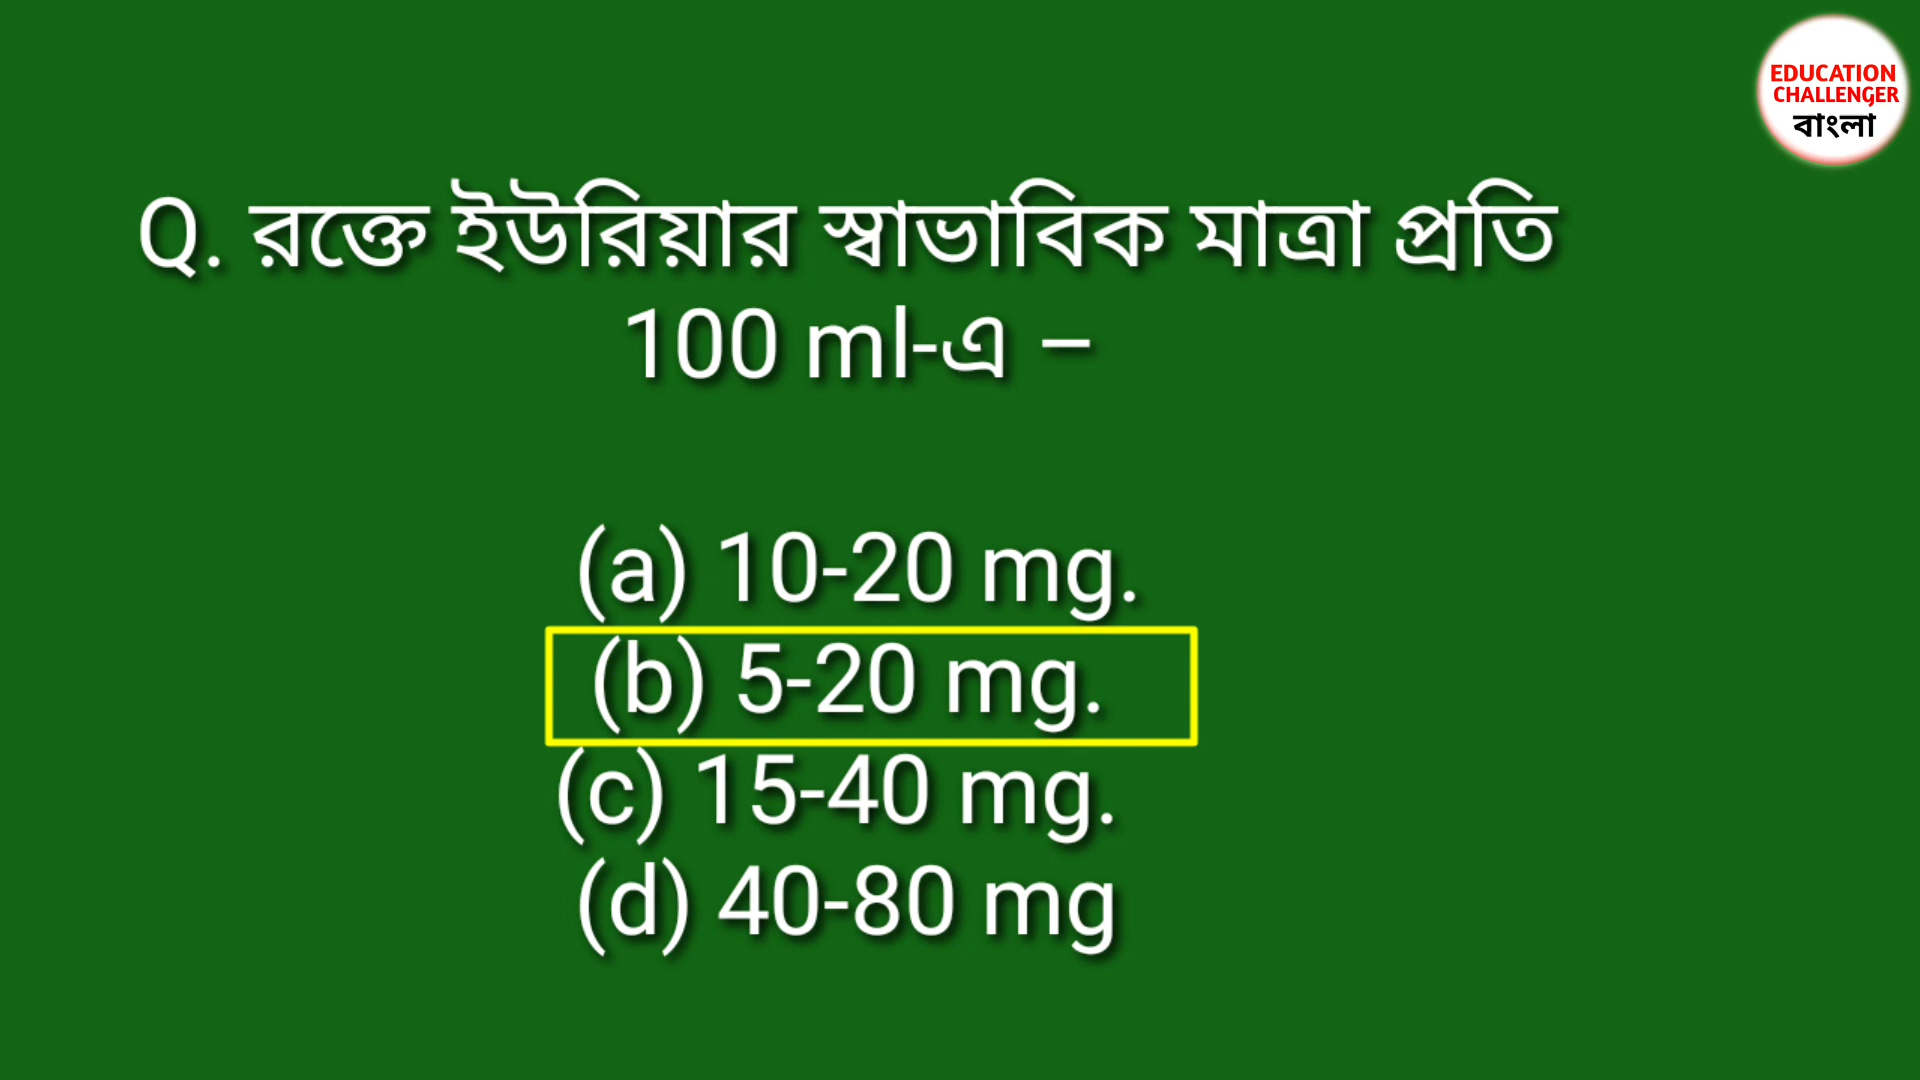 EDUCATION
CHALLENGER
বাংলা
Q. রক্তে ইউরিয়ার স্বাভাবিক মাত্রা প্রতি
100 ml-এ –
(a) 10-20 mg.
(b) 5-20 mg.
(c) 15-40 mg.
(d) 40-80 mg